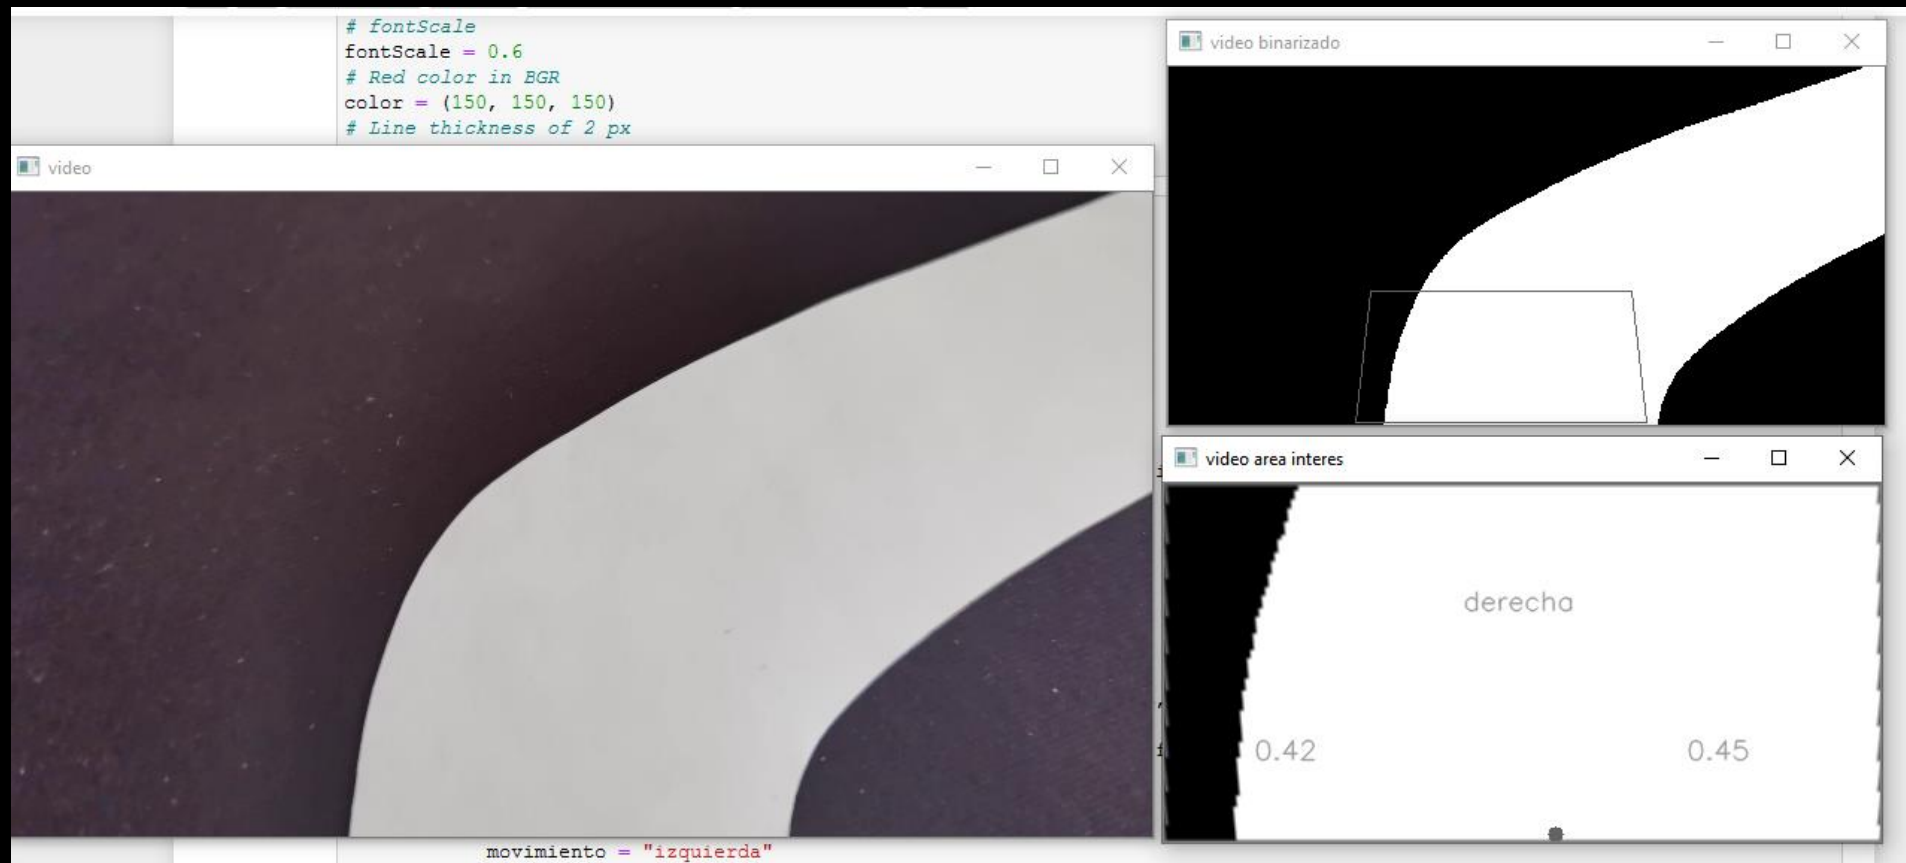 # fontScale
fontScale = 0.6
# Red color in BGR
color = (150, 150, 150)
# Line thickness of 2 px
video
video binarizado
video area interes
derecha
0.42
0.45
movimiento = "izquierda"